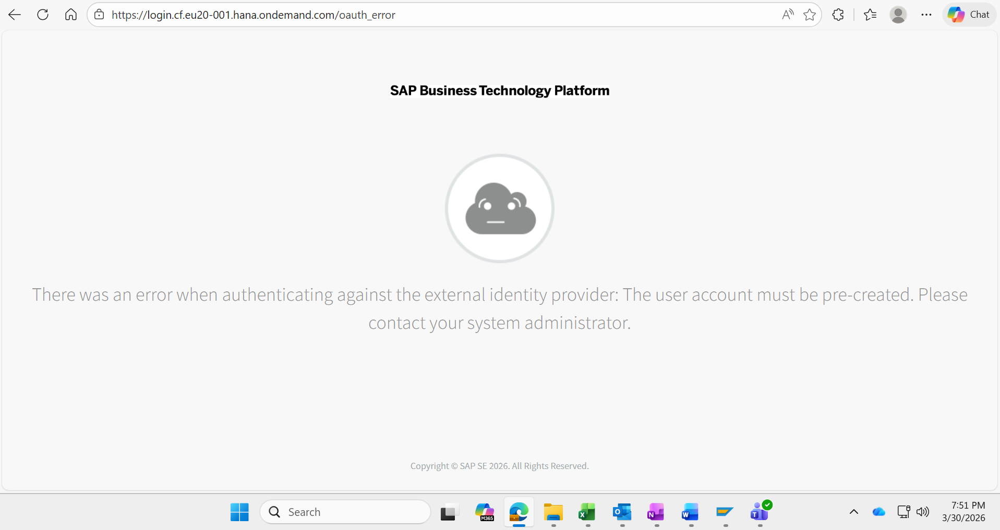 https://login.cf.eu20-001.hana.ondemand.com/oauth_error
A
Chat
SAP Business Technology Platform
There was an error when authenticating against the external identity provider: The user account must be pre-created. Please
contact your system administrator.
Copyright © SAP SE 2026. All Rights Reserved.
Search
M365
X
O
N
W
T
7:51 PM
3/30/2026